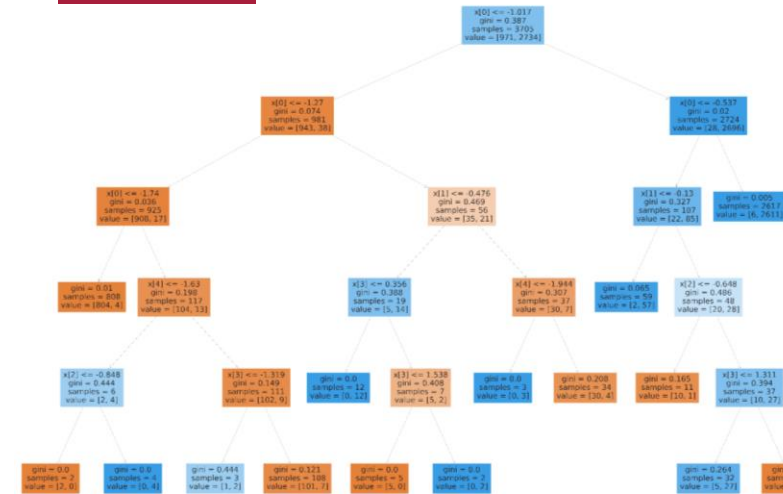 x[0] <= -1.017
gini = 0.387
samples = 3705
value = [971, 2734]
x[0] <= -1.27
gini = 0.074
samples = 981
value = [943, 38]
x[0] <= -0.537
gini = 0.02
samples = 2724
value = [28, 2696]
x[0] <= -1.74
gini = 0.036
samples = 925
value = [908, 17]
x[1] <= -0.476
gini = 0.469
samples = 56
value = [35, 21]
x[1] <= -0.13
gini = 0.327
samples = 107
value = [22, 85]
gini = 0.005
samples = 2617
value = [6, 2611]
gini = 0.01
samples = 808
value = [804, 4]
x[4] <= -1.63
gini = 0.198
samples = 117
value = [104, 13]
x[3] <= 0.356
gini = 0.388
samples = 19
value = [5, 14]
x[4] <= -1.944
gini = 0.307
samples = 37
value = [30, 7]
gini = 0.065
samples = 59
value = [2, 57]
x[2] <= -0.648
gini = 0.486
samples = 48
value = [20, 28]
x[2] <= -0.848
gini = 0.444
samples = 6
value = [2, 4]
x[3] <= -1.319
gini = 0.149
samples = 111
value = [102, 9]
gini = 0.0
samples = 12
value = [0, 12]
x[3] <= 1.538
gini = 0.408
samples = 7
value = [5, 2]
gini = 0.0
samples = 3
value = [0, 3]
gini = 0.208
samples = 34
value = [30, 4]
gini = 0.165
samples = 11
value = [10, 1]
x[3] <= 1.311
gini = 0.394
samples = 37
value = [10, 27]
gini = 0.0
samples = 2
value = [2, 0]
gini = 0.0
samples = 4
value = [0, 4]
gini = 0.444
samples = 3
value = [1, 2]
gini = 0.121
samples = 108
value = [101, 7]
gini = 0.0
samples = 5
value = [5, 0]
gini = 0.0
samples = 2
value = [0, 2]
gini = 0.264
samples = 32
value = [5, 27]